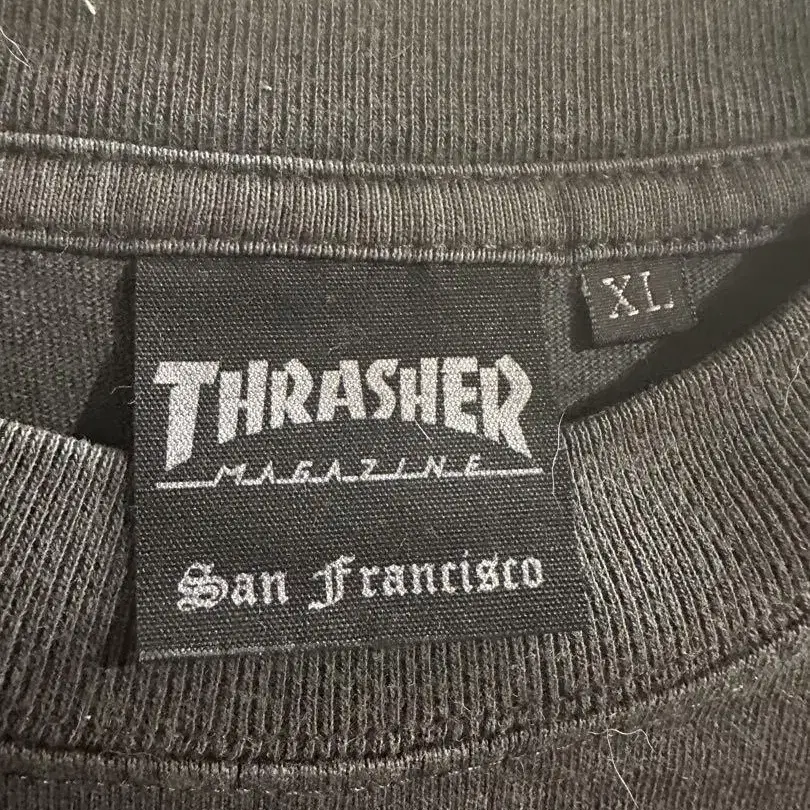 THRASHER
MAGAZINE
San Francisco
XL